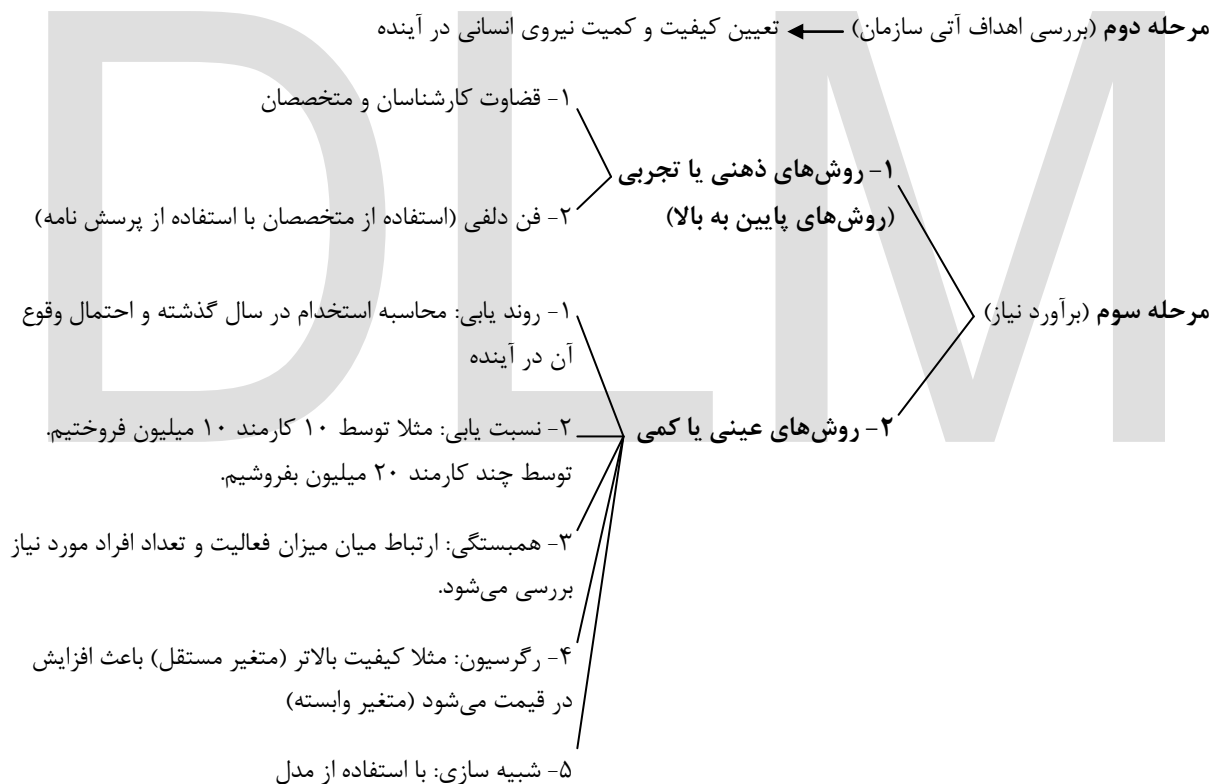 مرحله دوم (بررسی اهداف آتی سازمان) ← تعیین کیفیت و کمیت نیروی انسانی در آینده
مرحله سوم (برآورد نیاز)
۱- روش‌های ذهنی یا تجربی
(روش‌های پایین به بالا)
۱- قضاوت کارشناسان و متخصصان
۲- فن دلفی (استفاده از متخصصان با استفاده از پرسش نامه)
۲- روش‌های عینی یا کمی
۱- روند یابی: محاسبه استخدام در سال گذشته و احتمال وقوع
آن در آینده
۲- نسبت یابی: مثلا توسط ۱۰ کارمند ۱۰ میلیون فروختیم.
توسط چند کارمند ۲۰ میلیون بفروشیم.
۳- همبستگی: ارتباط میان میزان فعالیت و تعداد افراد مورد نیاز
بررسی می‌شود.
۴- رگرسیون: مثلا کیفیت بالاتر (متغیر مستقل) باعث افزایش
در قیمت می‌شود (متغیر وابسته)
۵- شبیه سازی: با استفاده از مدل
DLM